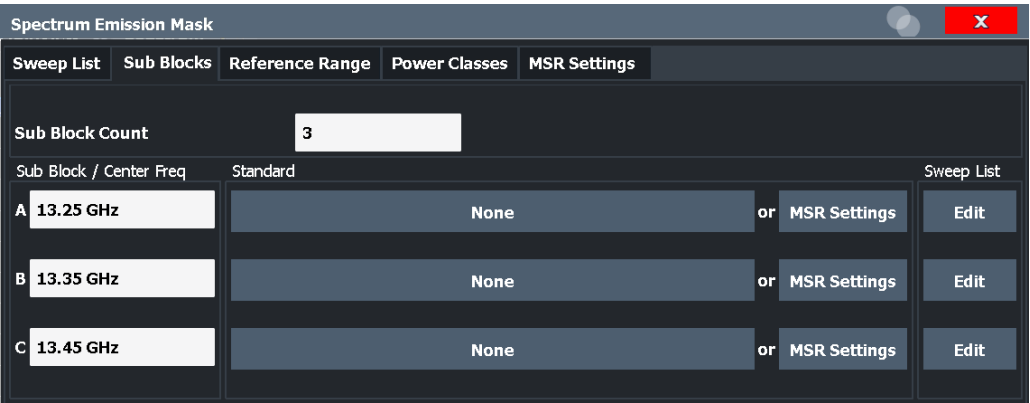 Spectrum Emission Mask X
Sweep List Sub Blocks Reference Range Power Classes MSR Settings
Sub Block Count 3
Sub Block / Center Freq Standard Sweep List
A 13.25 GHz None or MSR Settings Edit
B 13.35 GHz None or MSR Settings Edit
C 13.45 GHz None or MSR Settings Edit